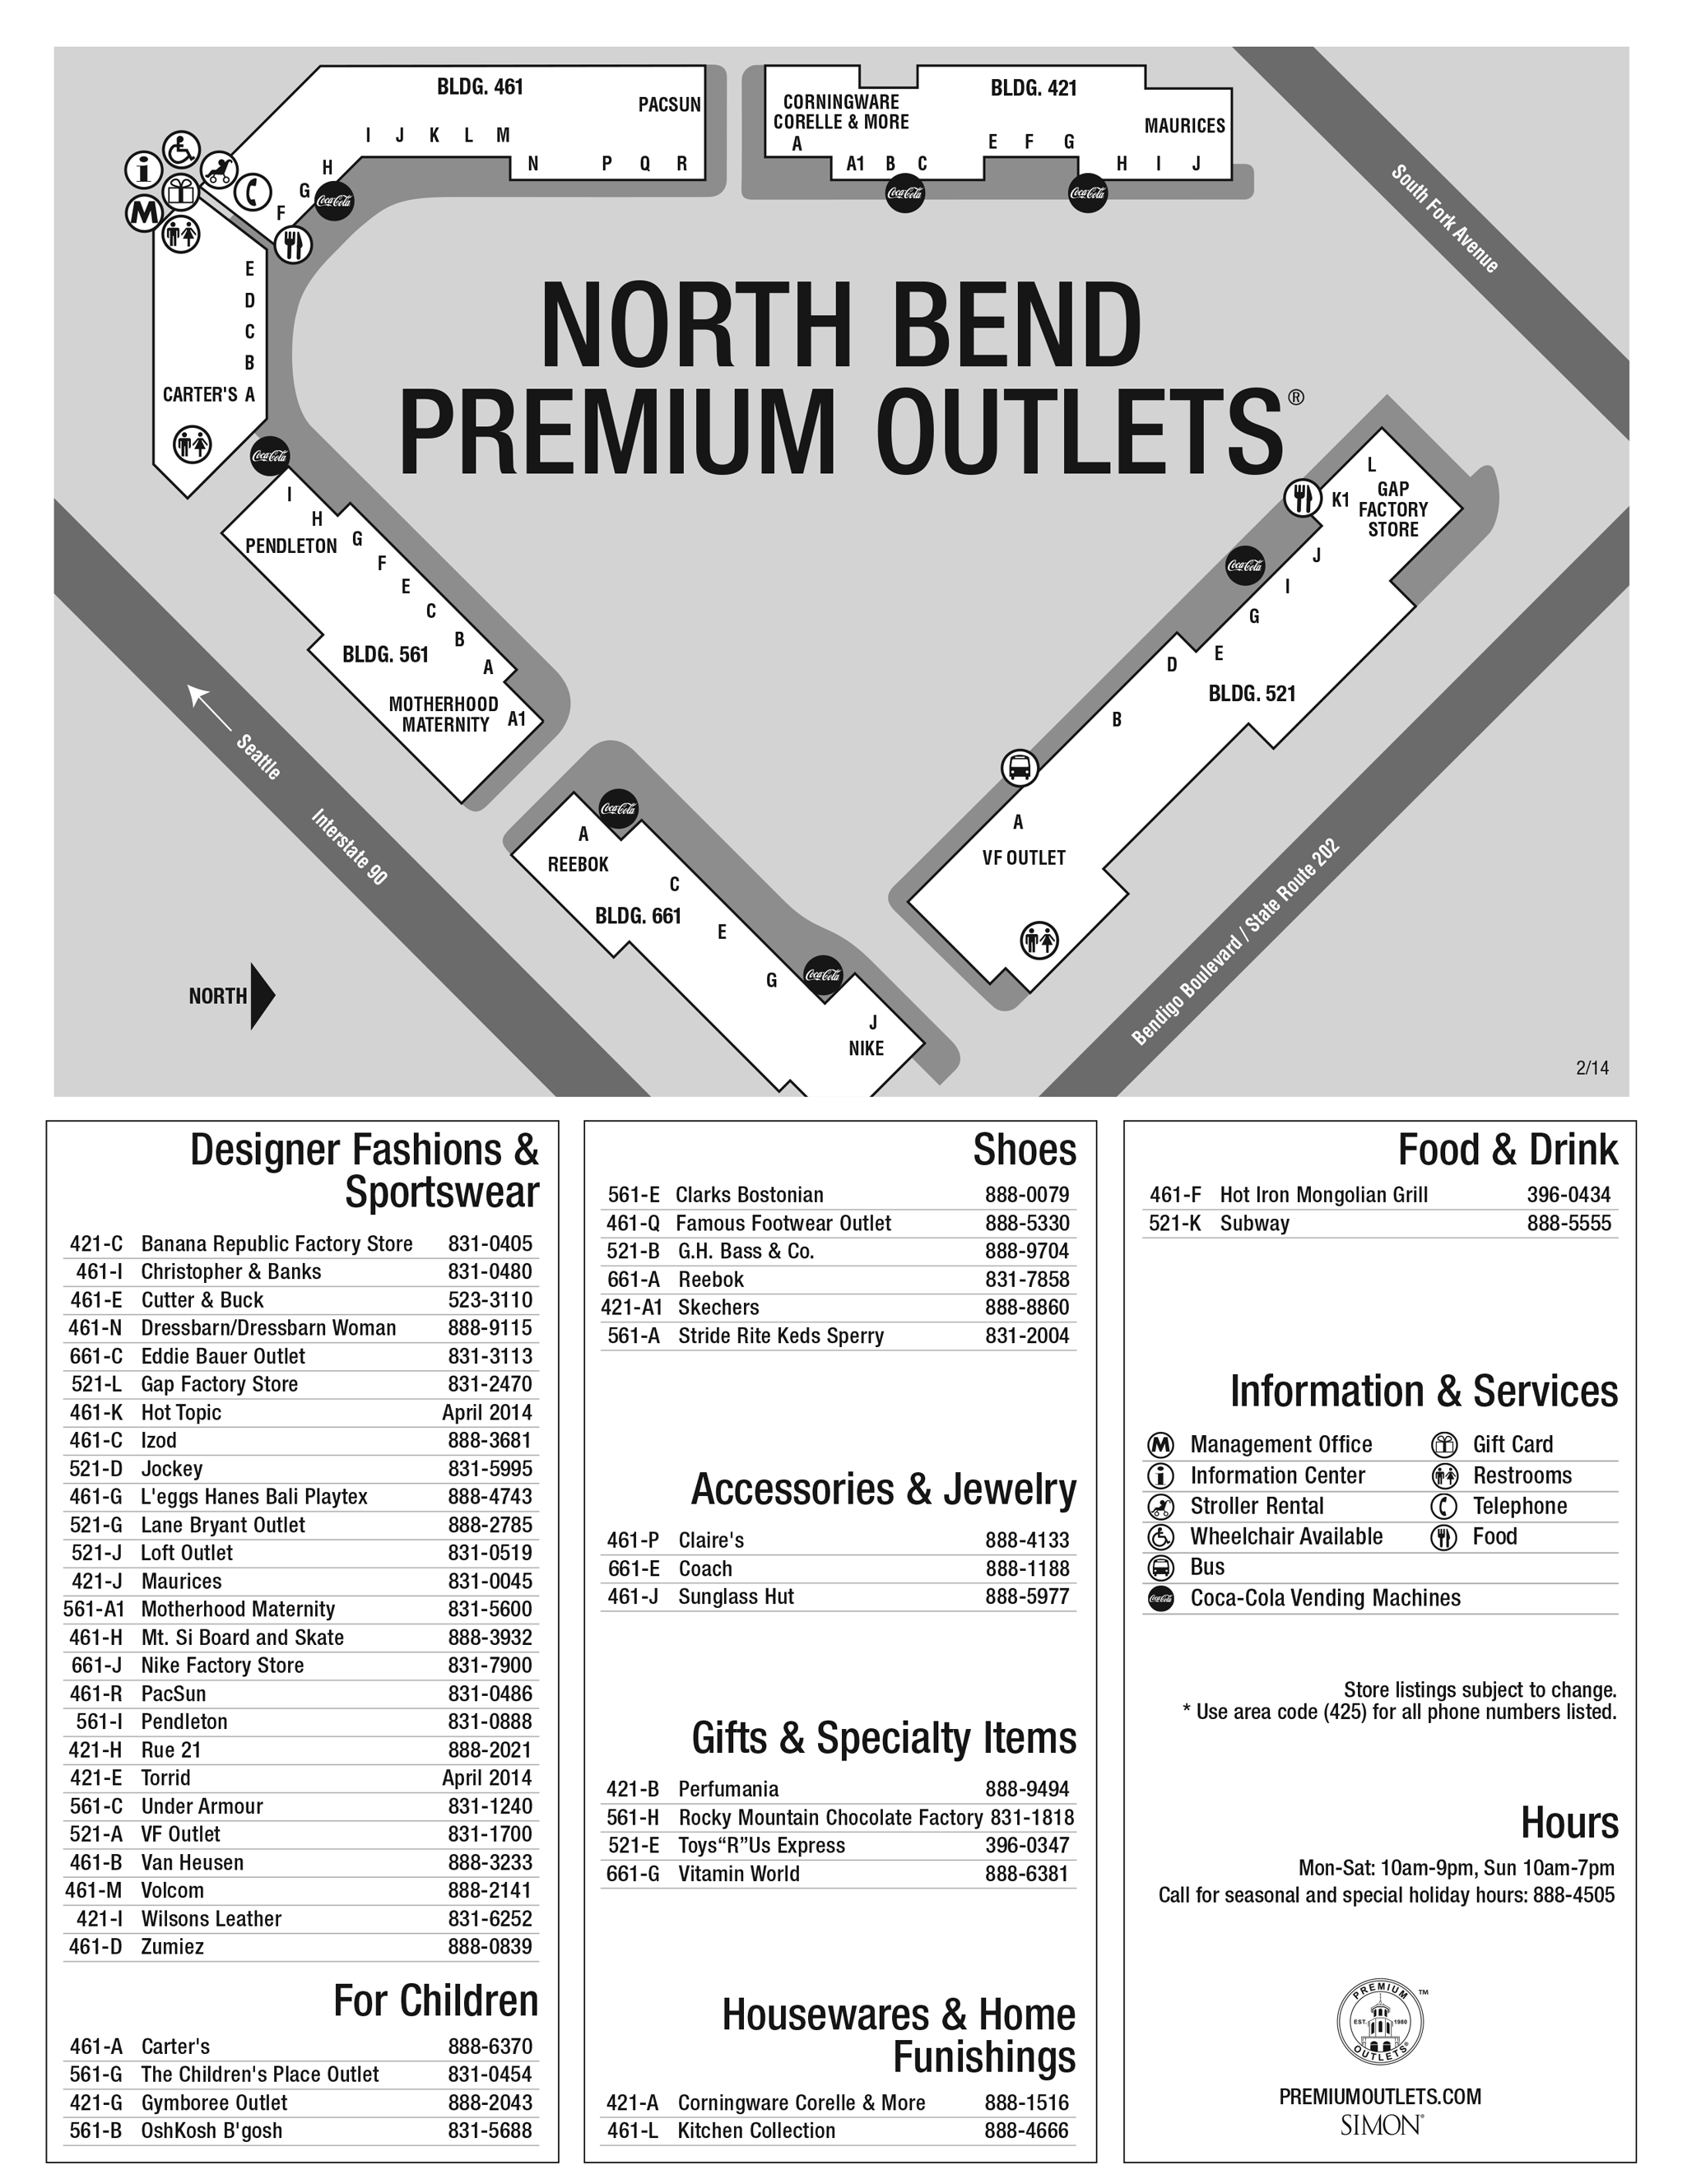 BLDG. 461
PACSUN
I J K L M
N P Q R
H
G
F
CORNINGWARE
CORELLE & MORE
A
BLDG. 421
MAURICES
E F G
A1 B C
H I J
Coca-Cola
Coca-Cola
Coca-Cola
i
M
South Fork Avenue
E
D
C
B
CARTER'S A
NORTH BEND
PREMIUM OUTLETS®
Coca-Cola
I
H
PENDLETON
G
F
E
C
B
A
BLDG. 561
MOTHERHOOD
MATERNITY
A1
L
K1
GAP
FACTORY
STORE
J
Coca-Cola
I
G
E
D
BLDG. 521
B
A
VF OUTLET
Seattle
Interstate 90
Coca-Cola
A
REEBOK
C
BLDG. 661
E
G
Coca-Cola
J
NIKE
Bendigo Boulevard / State Route 202
NORTH
2/14
Designer Fashions &
Sportswear
421-C Banana Republic Factory Store 831-0405
461-I Christopher & Banks 831-0480
461-E Cutter & Buck 523-3110
461-N Dressbarn/Dressbarn Woman 888-9115
661-C Eddie Bauer Outlet 831-3113
521-L Gap Factory Store 831-2470
461-K Hot Topic April 2014
461-C Izod 888-3681
521-D Jockey 831-5995
461-G L'eggs Hanes Bali Playtex 888-4743
521-G Lane Bryant Outlet 888-2785
521-J Loft Outlet 831-0519
421-J Maurices 831-0045
561-A1 Motherhood Maternity 831-5600
461-H Mt. Si Board and Skate 888-3932
661-J Nike Factory Store 831-7900
461-R PacSun 831-0486
561-I Pendleton 831-0888
421-H Rue 21 888-2021
421-E Torrid April 2014
561-C Under Armour 831-1240
521-A VF Outlet 831-1700
461-B Van Heusen 888-3233
461-M Volcom 888-2141
421-I Wilsons Leather 831-6252
461-D Zumiez 888-0839
For Children
461-A Carter's 888-6370
561-G The Children's Place Outlet 831-0454
421-G Gymboree Outlet 888-2043
561-B OshKosh B'gosh 831-5688
Shoes
561-E Clarks Bostonian 888-0079
461-Q Famous Footwear Outlet 888-5330
521-B G.H. Bass & Co. 888-9704
661-A Reebok 831-7858
421-A1 Skechers 888-8860
561-A Stride Rite Keds Sperry 831-2004
Accessories & Jewelry
461-P Claire's 888-4133
661-E Coach 888-1188
461-J Sunglass Hut 888-5977
Gifts & Specialty Items
421-B Perfumania 888-9494
561-H Rocky Mountain Chocolate Factory 831-1818
521-E Toys“R”Us Express 396-0347
661-G Vitamin World 888-6381
Housewares & Home
Funishings
421-A Corningware Corelle & More 888-1516
461-L Kitchen Collection 888-4666
Food & Drink
461-F Hot Iron Mongolian Grill 396-0434
521-K Subway 888-5555
Information & Services
M Management Office Gift Card
i Information Center Restrooms
Stroller Rental Telephone
Wheelchair Available Food
Bus
Coca-Cola Coca-Cola Vending Machines
Store listings subject to change.
* Use area code (425) for all phone numbers listed.
Hours
Mon-Sat: 10am-9pm, Sun 10am-7pm
Call for seasonal and special holiday hours: 888-4505
PREMIUM ™
EST. 1980
OUTLETS®
PREMIUMOUTLETS.COM
SIMON®